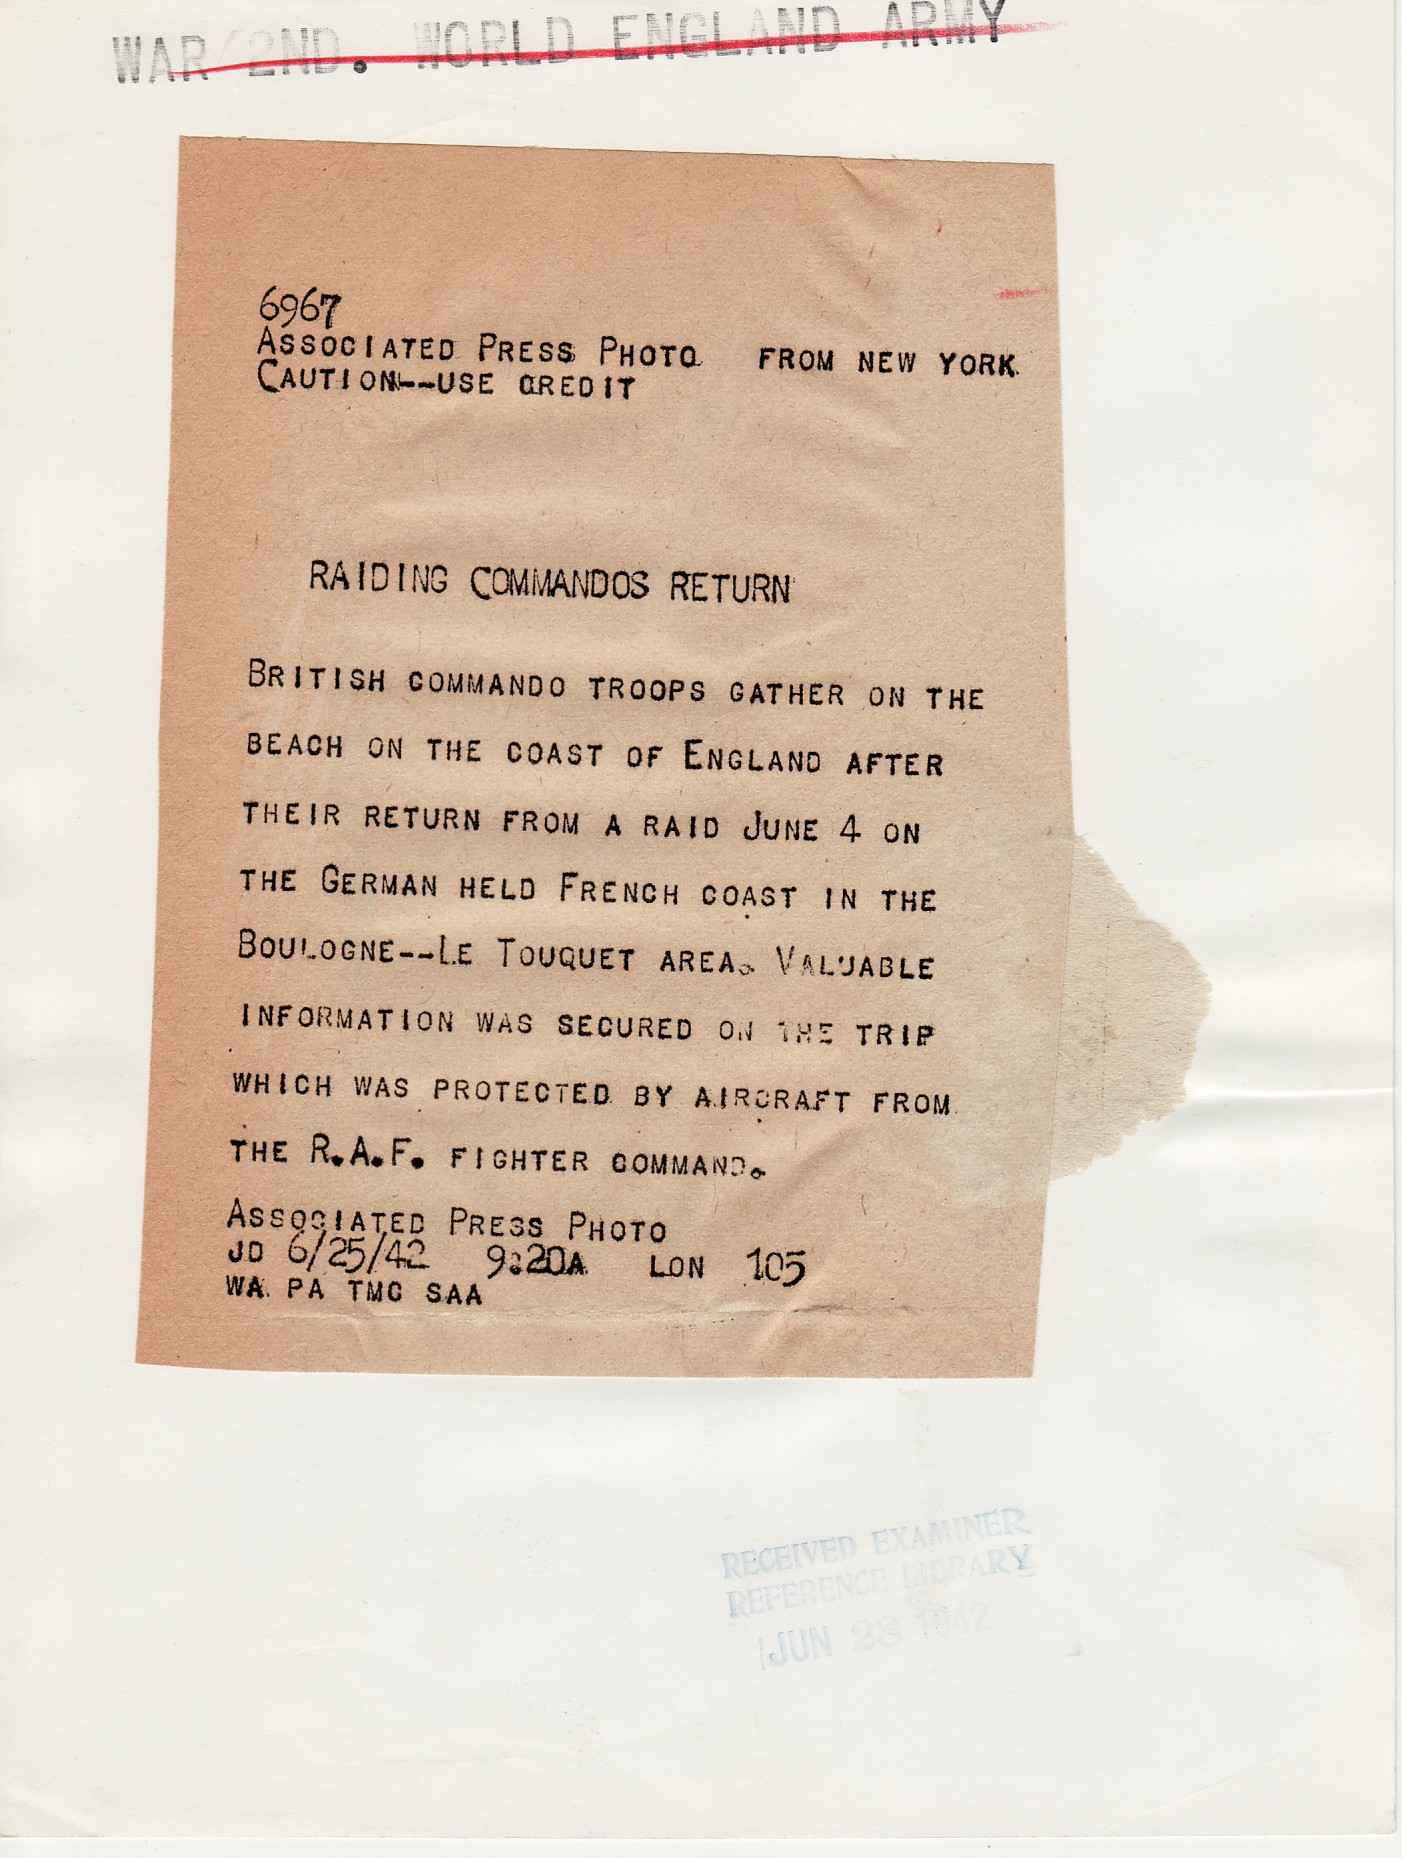 WAR 2ND. WORLD ENGLAND ARMY
6967
ASSOCIATED PRESS PHOTO FROM NEW YORK
CAUTION--USE CREDIT
RAIDING COMMANDOS RETURN
BRITISH COMMANDO TROOPS GATHER ON THE
BEACH ON THE COAST OF ENGLAND AFTER
THEIR RETURN FROM A RAID JUNE 4 ON
THE GERMAN HELD FRENCH COAST IN THE
BOULOGNE--LE TOUQUET AREA. VALUABLE
INFORMATION WAS SECURED ON THE TRIP
WHICH WAS PROTECTED BY AIRCRAFT FROM
THE R.A.F. FIGHTER COMMAND.
ASSOCIATED PRESS PHOTO
JD 6/25/42 9:20A LON 105
WA PA TMC SAA
RECEIVED EXAMINER
REFERENCE LIBRARY
JUN 28 1942